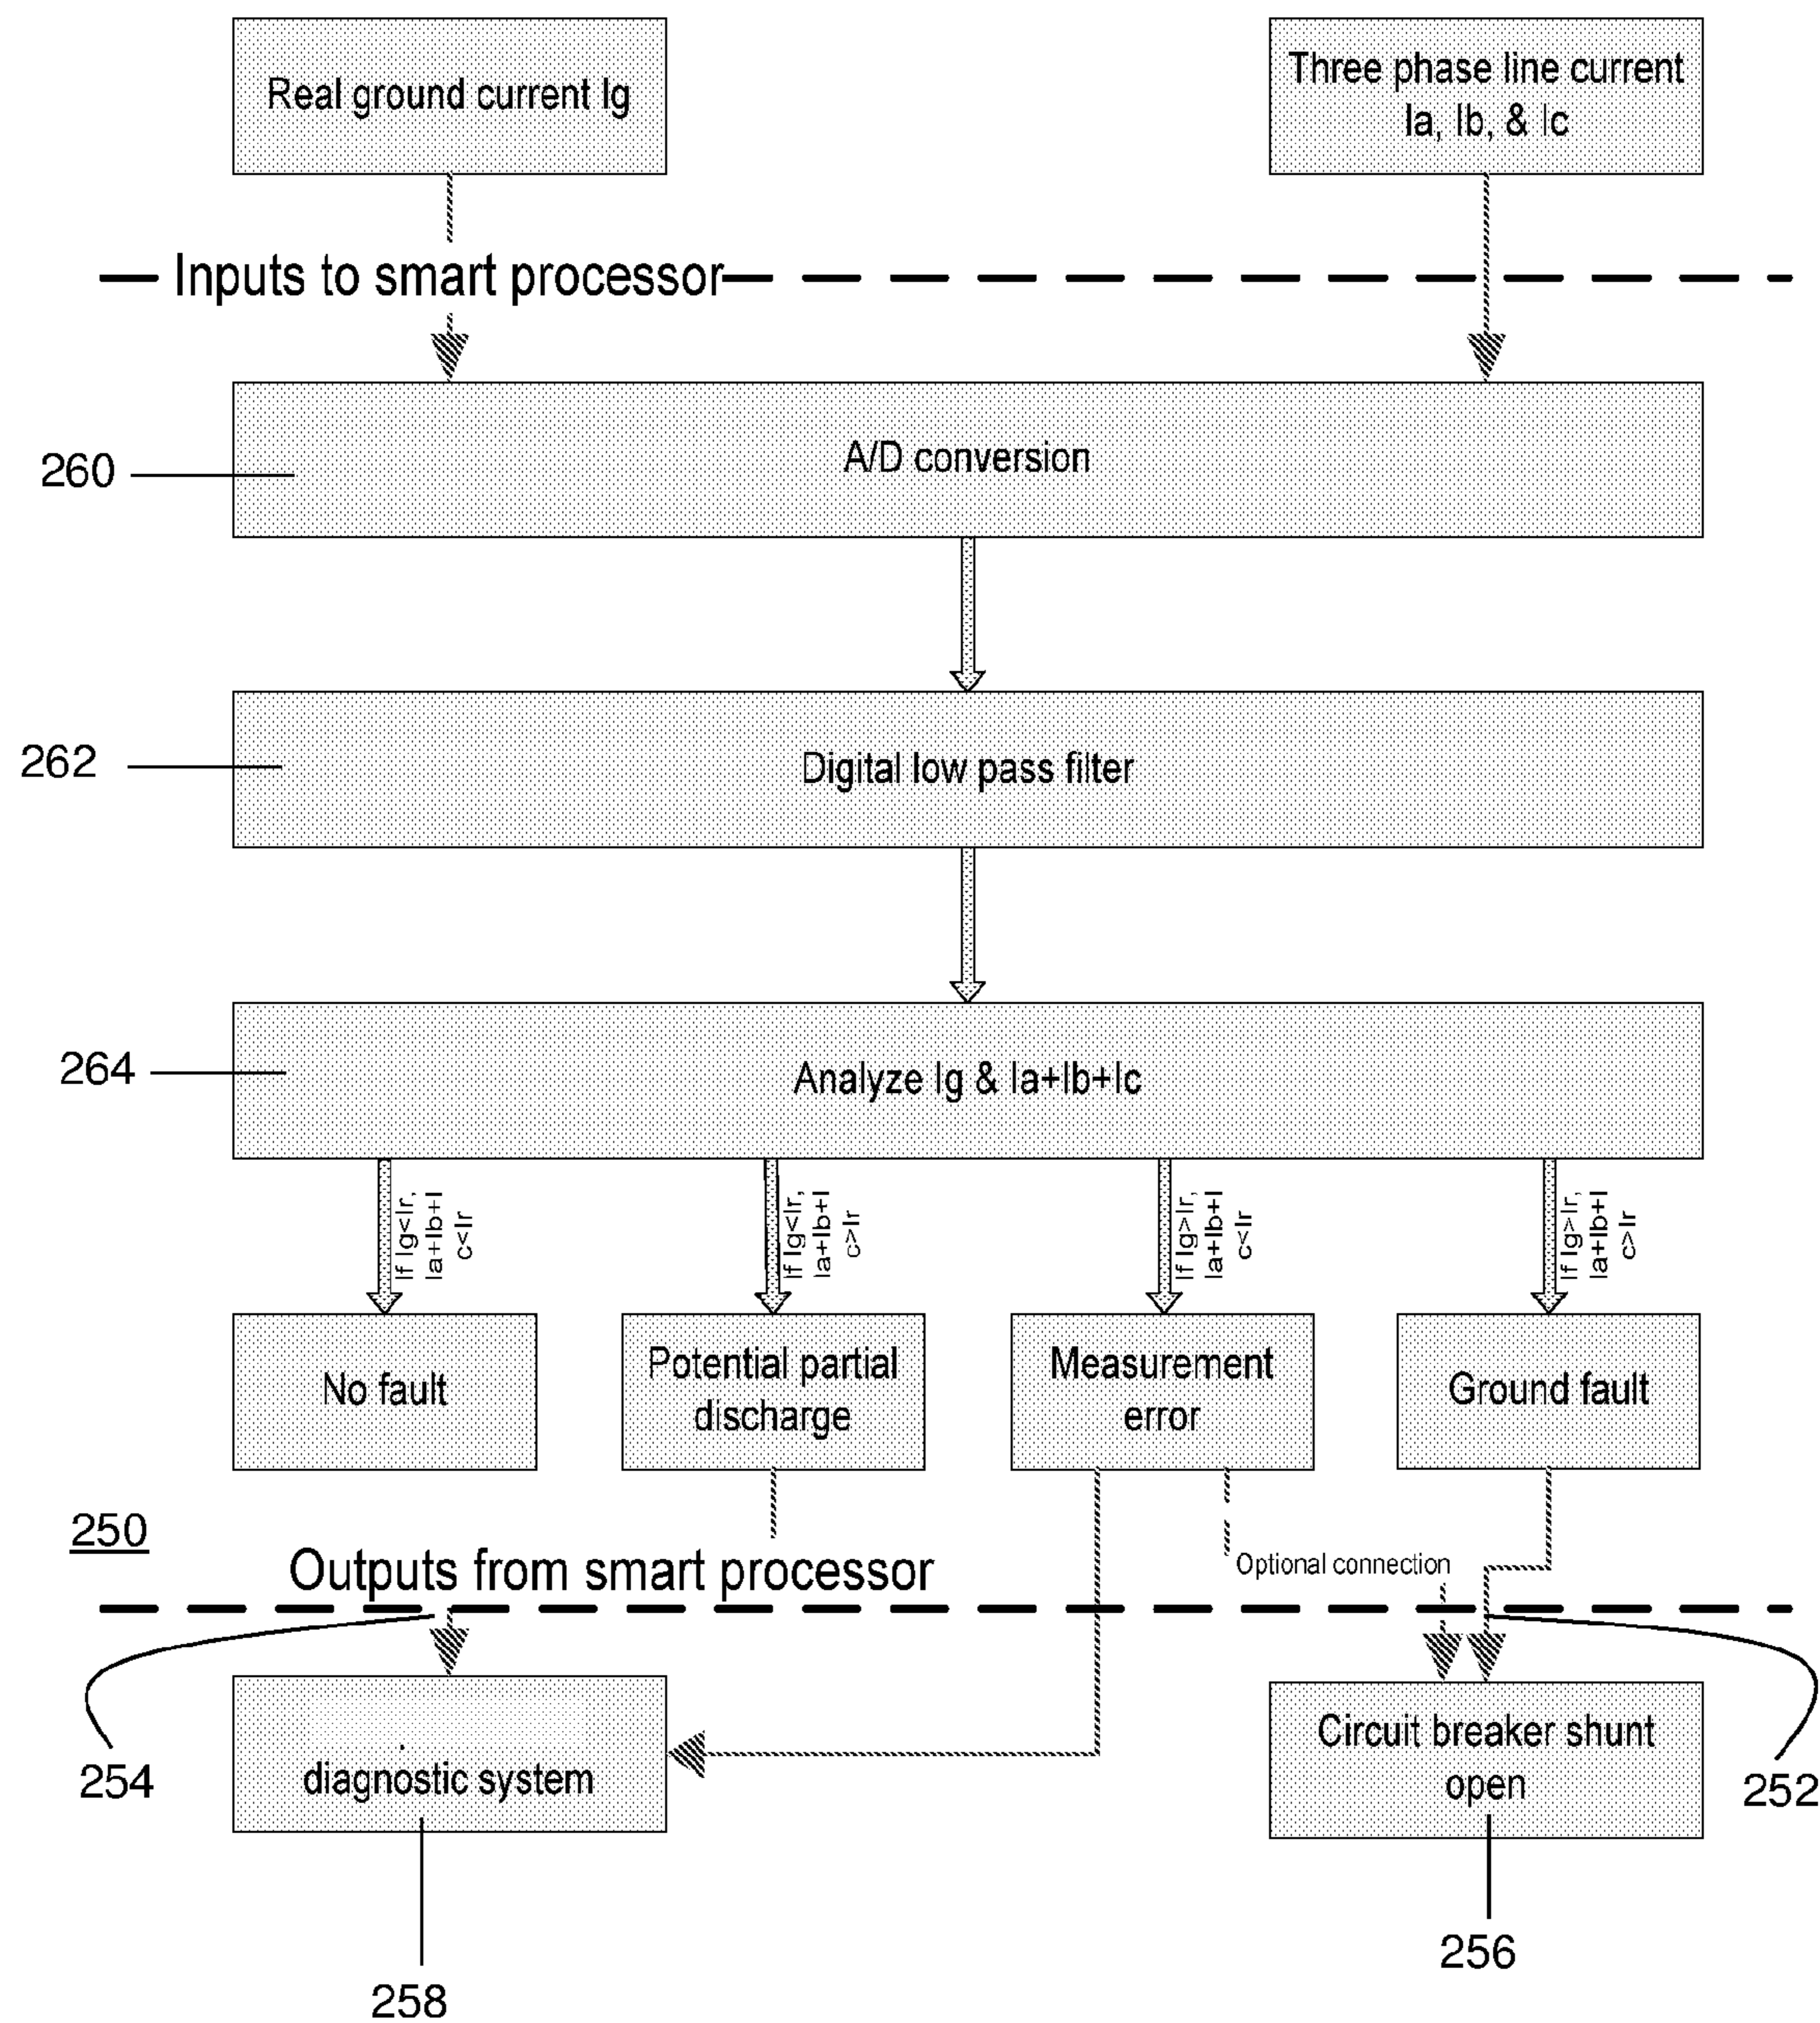 Real ground current Ig
Three phase line current
Ia, Ib, & Ic
Inputs to smart processor
A/D conversion
260
Digital low pass filter
262
Analyze Ig & Ia+Ib+Ic
264
If Ig<Ir,
Ia+Ib+I
c<Ir
If Ig<Ir,
Ia+Ib+I
c>Ir
If Ig>Ir,
Ia+Ib+I
c<Ir
If Ig>Ir,
Ia+Ib+I
c>Ir
No fault
Potential partial
discharge
Measurement
error
Ground fault
250
Outputs from smart processor
Optional connection
diagnostic system
Circuit breaker shunt
open
254
252
258
256